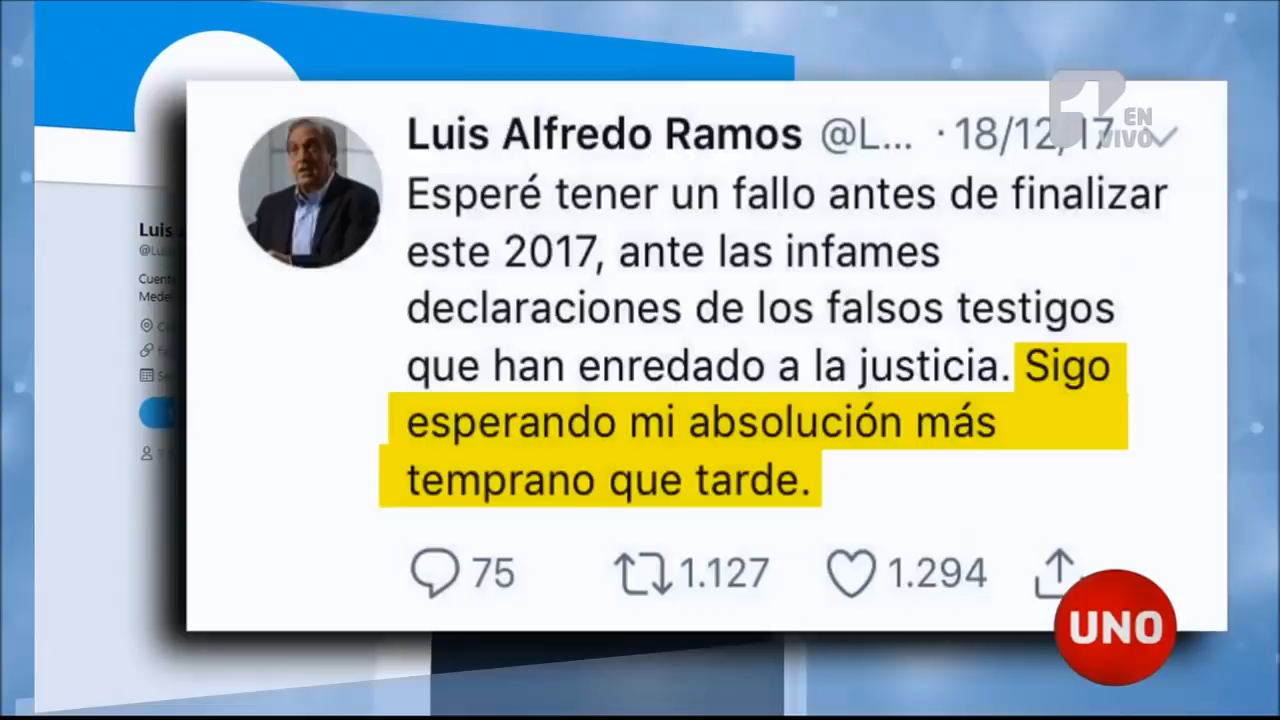 Luis Alfredo Ramos @L... · 18/12/17
1 EN VIVO
Esperé tener un fallo antes de finalizar
este 2017, ante las infames
declaraciones de los falsos testigos
que han enredado a la justicia. Sigo
esperando mi absolución más
temprano que tarde.
75 1.127 1.294
UNO
Luis